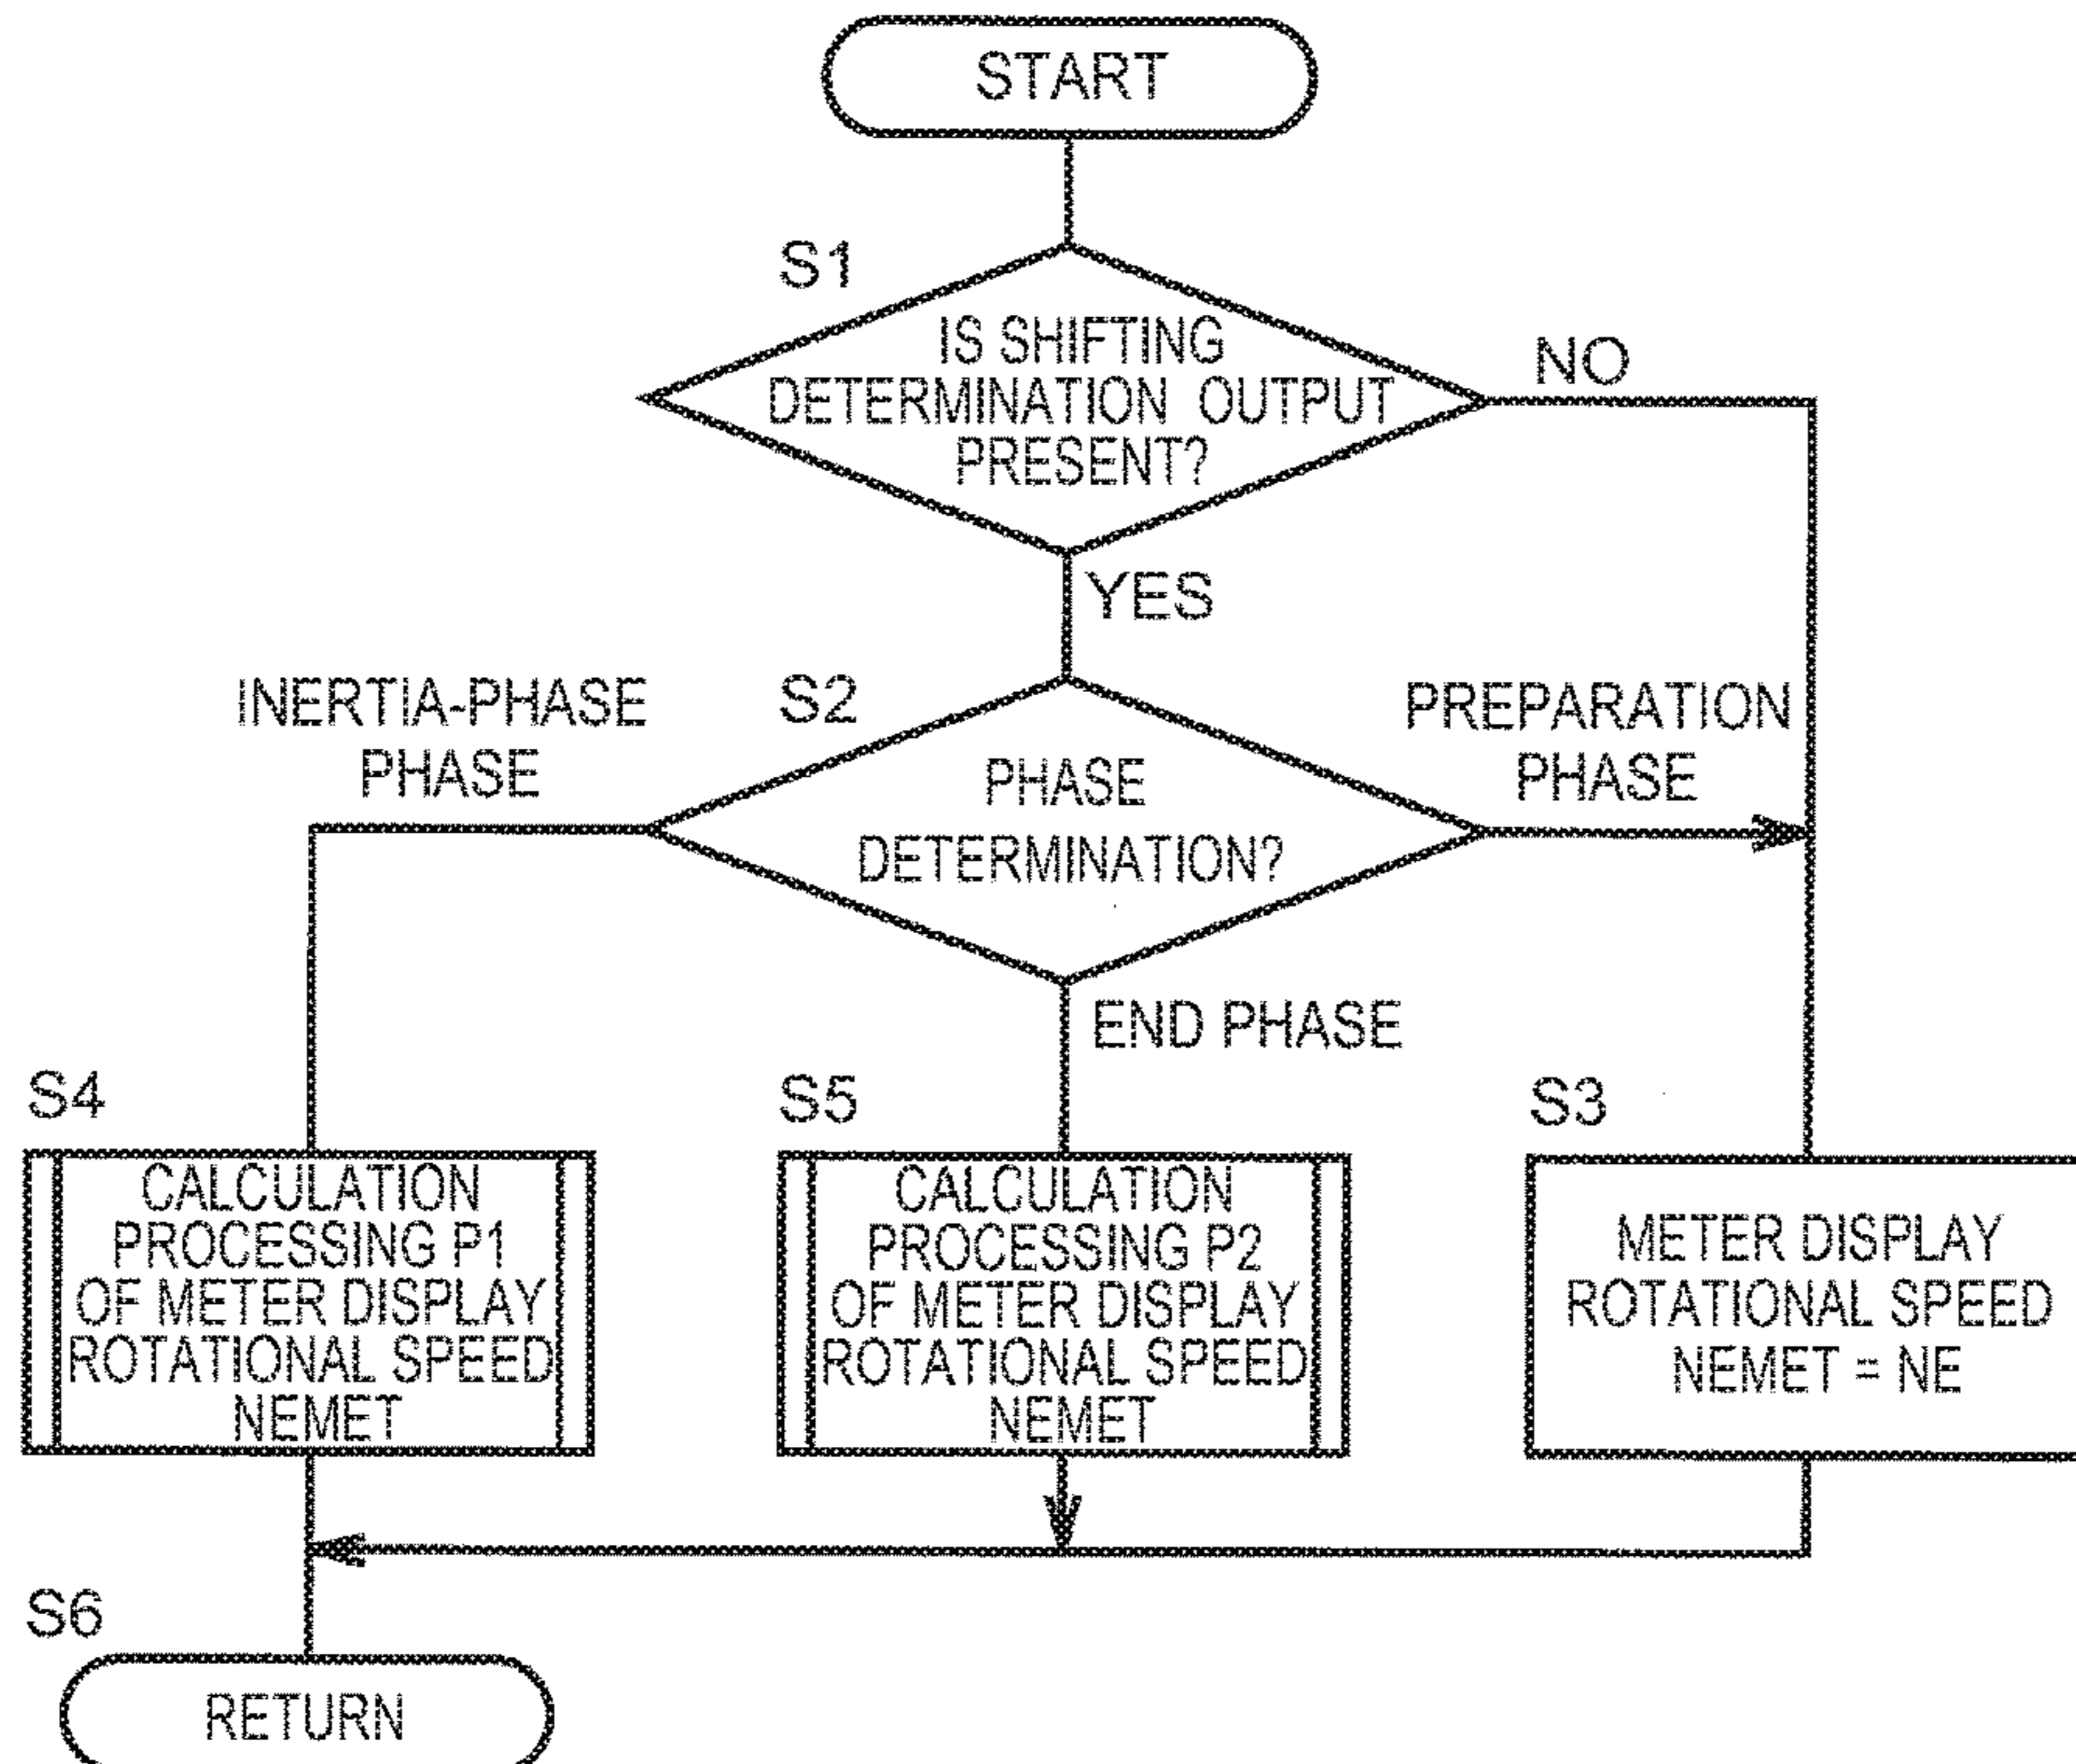 START
S1
IS SHIFTING
DETERMINATION OUTPUT
PRESENT?
NO
YES
INERTIA-PHASE
PHASE
S2
PHASE
DETERMINATION?
PREPARATION
PHASE
END PHASE
S4
CALCULATION
PROCESSING P1
OF METER DISPLAY
ROTATIONAL SPEED
NEMET
S5
CALCULATION
PROCESSING P2
OF METER DISPLAY
ROTATIONAL SPEED
NEMET
S3
METER DISPLAY
ROTATIONAL SPEED
NEMET = NE
S6
RETURN